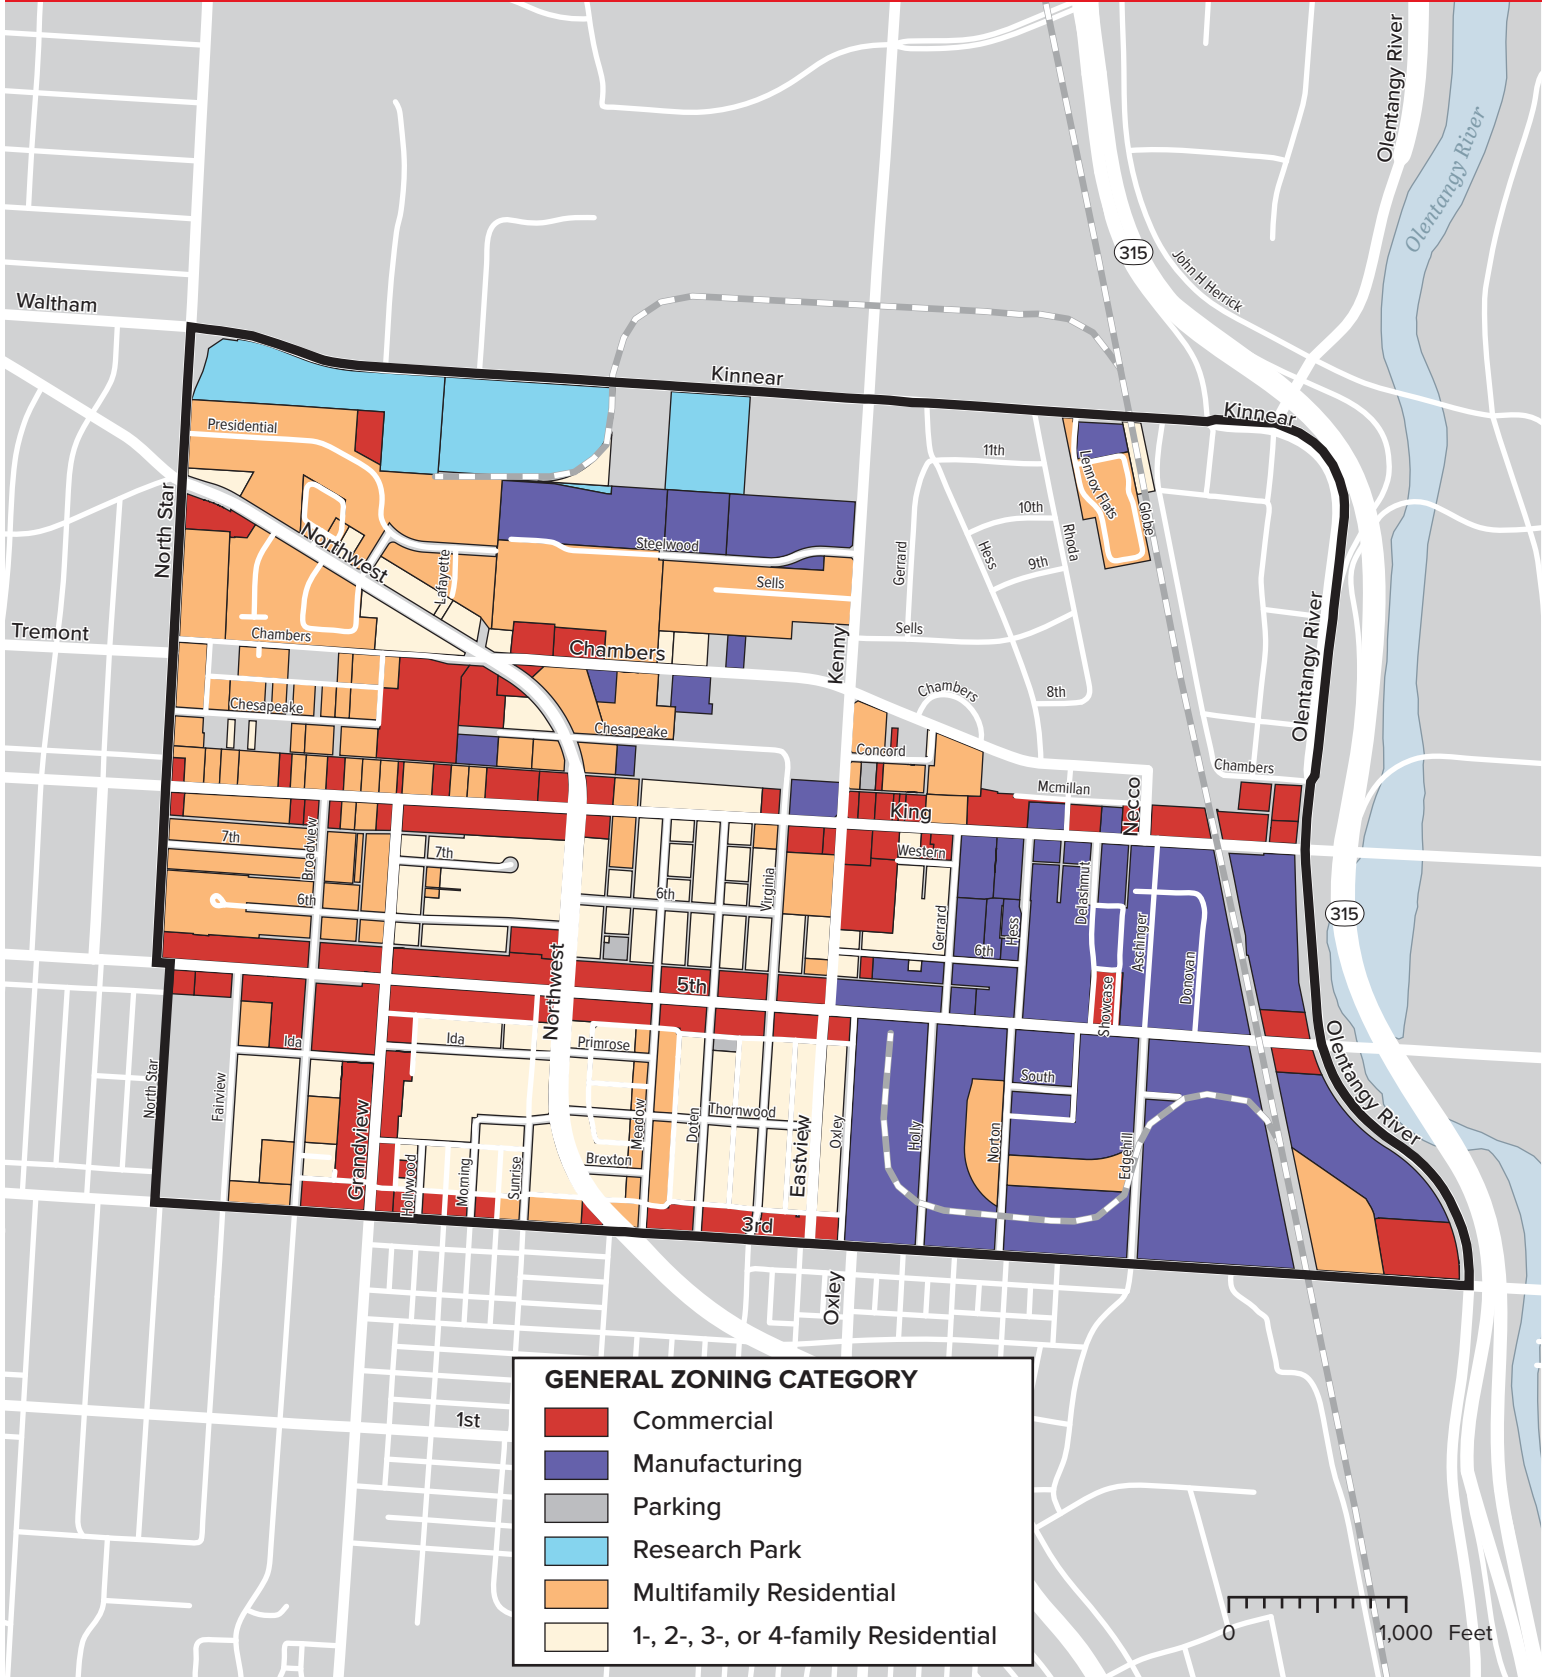 Olentangy River
Olentangy River
315
John H Herrick
Waltham
Kinnear
Kinnear
Presidential
11th
Lennox Flats
North Star
10th
Globe
Northwest
Steelwood
Rhoda
Hess
Gerrard
9th
Lafayette
Sells
Tremont
Chambers
Sells
Olentangy River
Chambers
Kenny
Chesapeake
Chambers
8th
Chesapeake
Concord
Chambers
Mcmillan
Necco
King
7th
Broadview
7th
Western
Virginia
Delashmut
6th
6th
Gerrard
Hess
315
Aschinger
6th
Donovan
5th
Northwest
Showcase
Ida
Ida
Primrose
Olentangy River
North Star
Fairview
South
Grandview
Meadow
Doten
Thornwood
Eastview
Oxley
Holly
Norton
Edgehill
Hollywood
Morning
Sunrise
Brexton
3rd
Oxley
1st
GENERAL ZONING CATEGORY
Commercial
Manufacturing
Parking
Research Park
Multifamily Residential
1-, 2-, 3-, or 4-family Residential
0 1,000 Feet